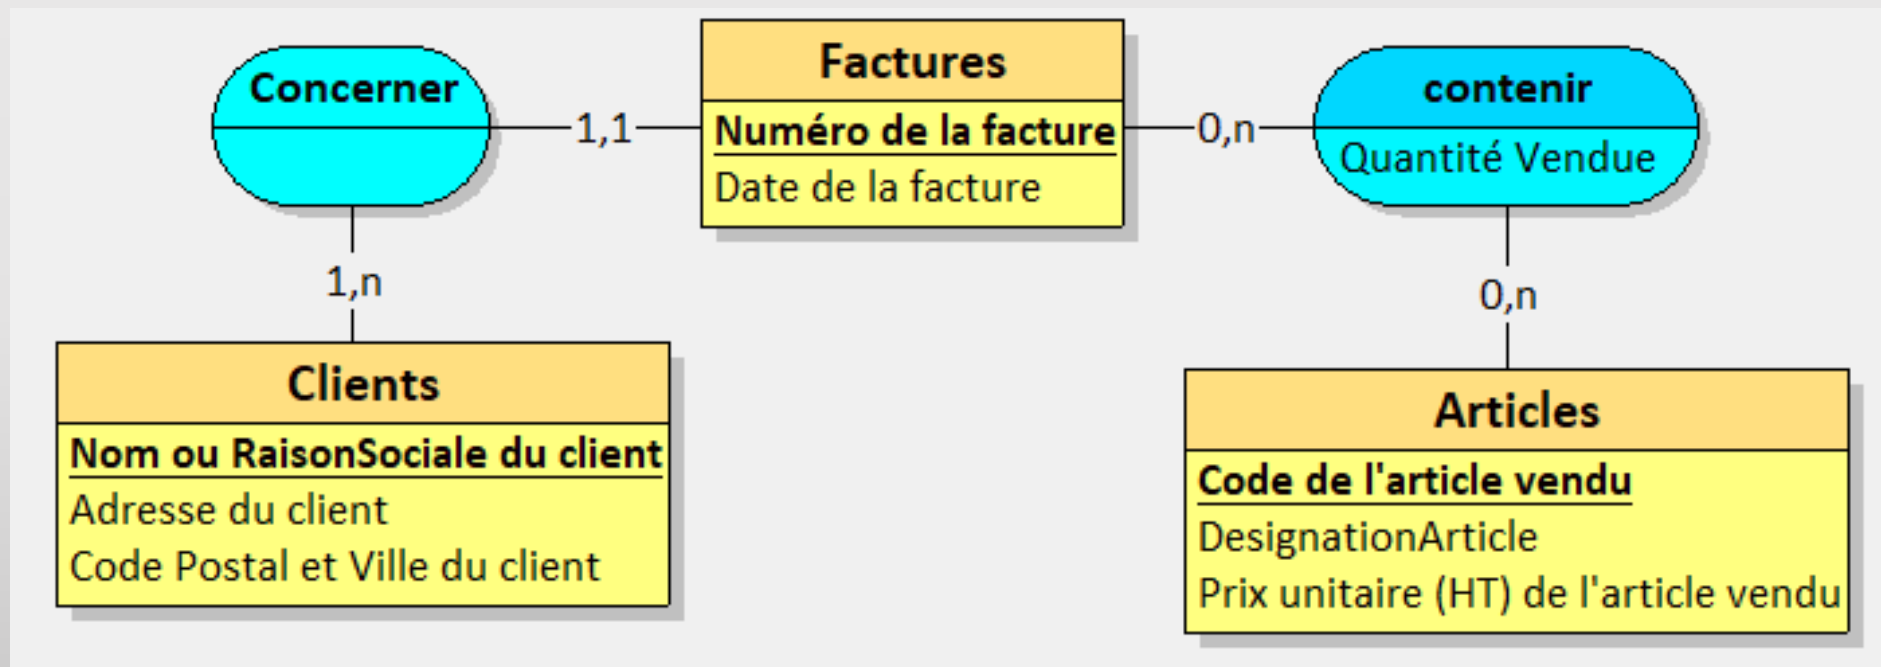 Concerner
1,1
Factures
Numéro de la facture
Date de la facture
0,n
contenir
Quantité Vendue
1,n
0,n
Clients
Nom ou RaisonSociale du client
Adresse du client
Code Postal et Ville du client
Articles
Code de l'article vendu
DesignationArticle
Prix unitaire (HT) de l'article vendu